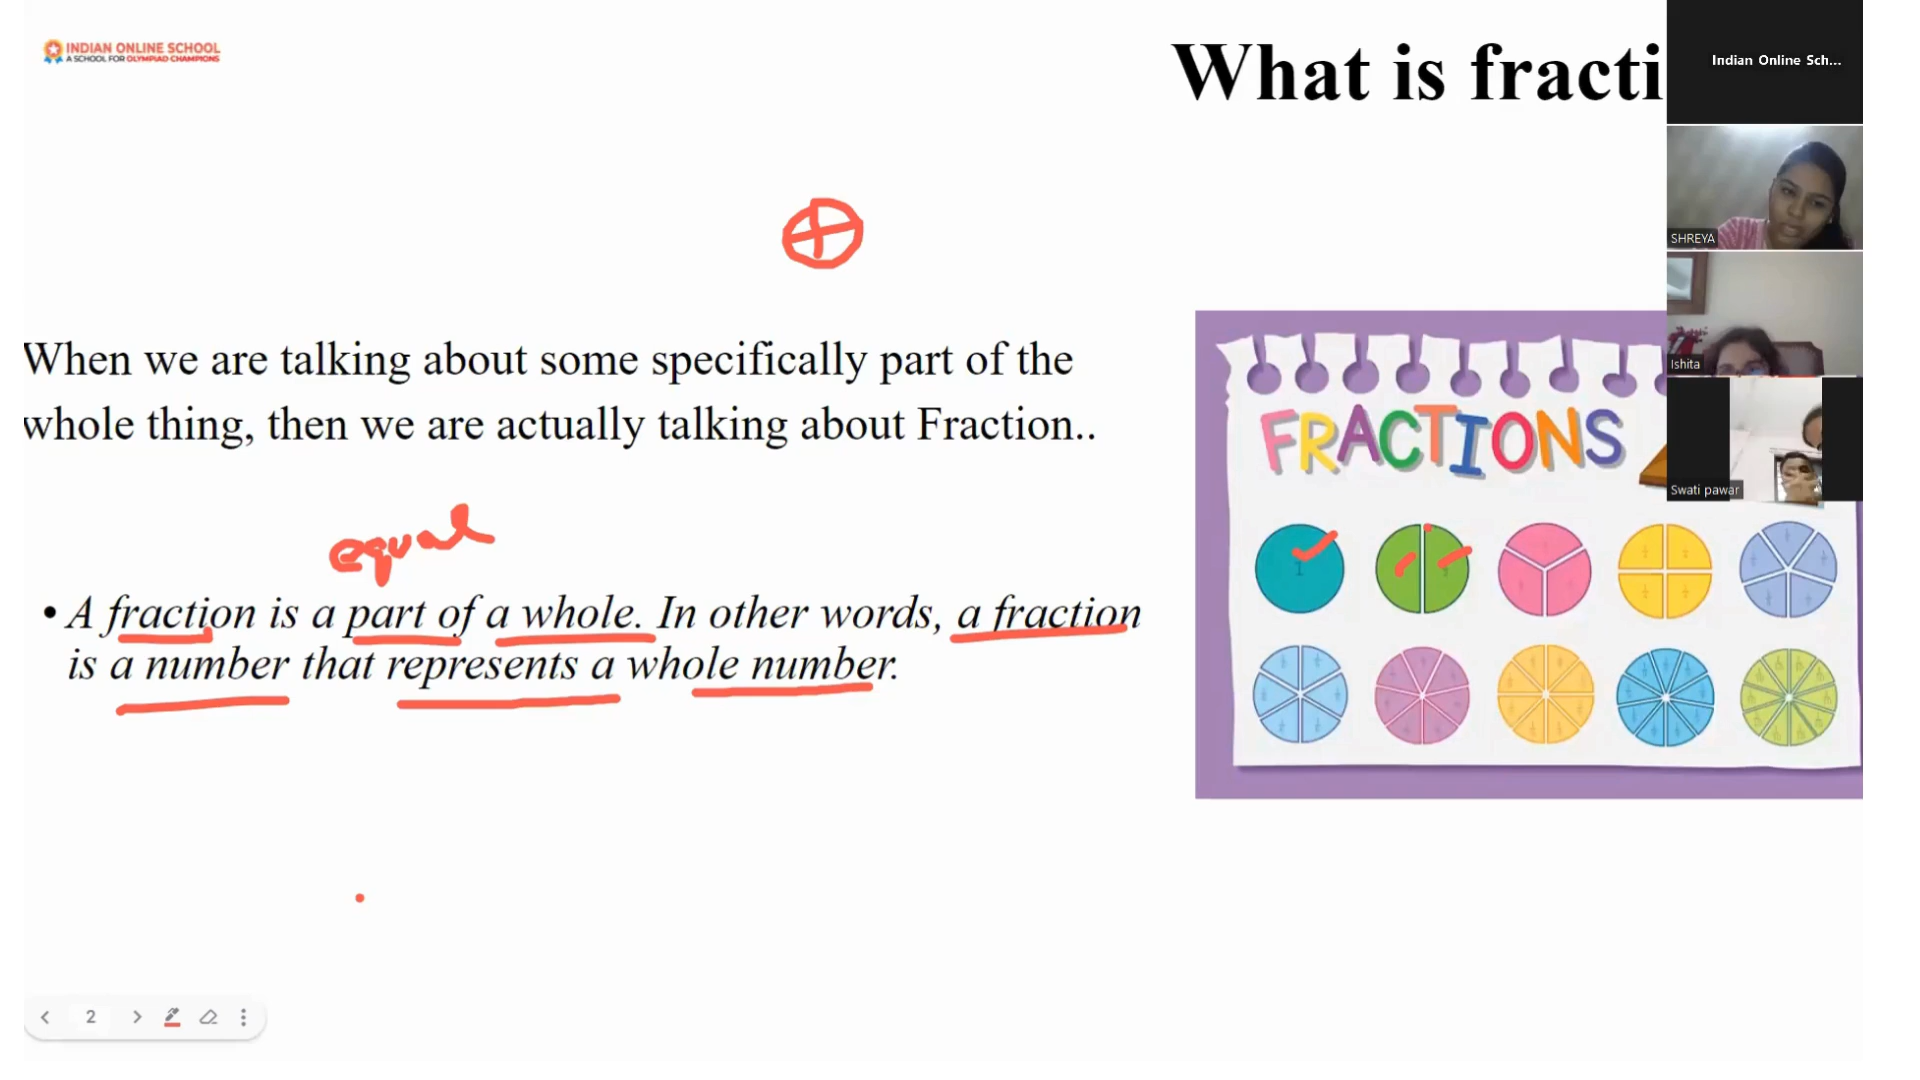 INDIAN ONLINE SCHOOL
A SCHOOL FOR OLYMPIAD CHAMPIONS
What is fracti
Indian Online Sch...
SHREYA
Ishita
Swati pawar
When we are talking about some specifically part of the
whole thing, then we are actually talking about Fraction..
equal
• A fraction is a part of a whole. In other words, a fraction
is a number that represents a whole number.
FRACTIONS
1
2